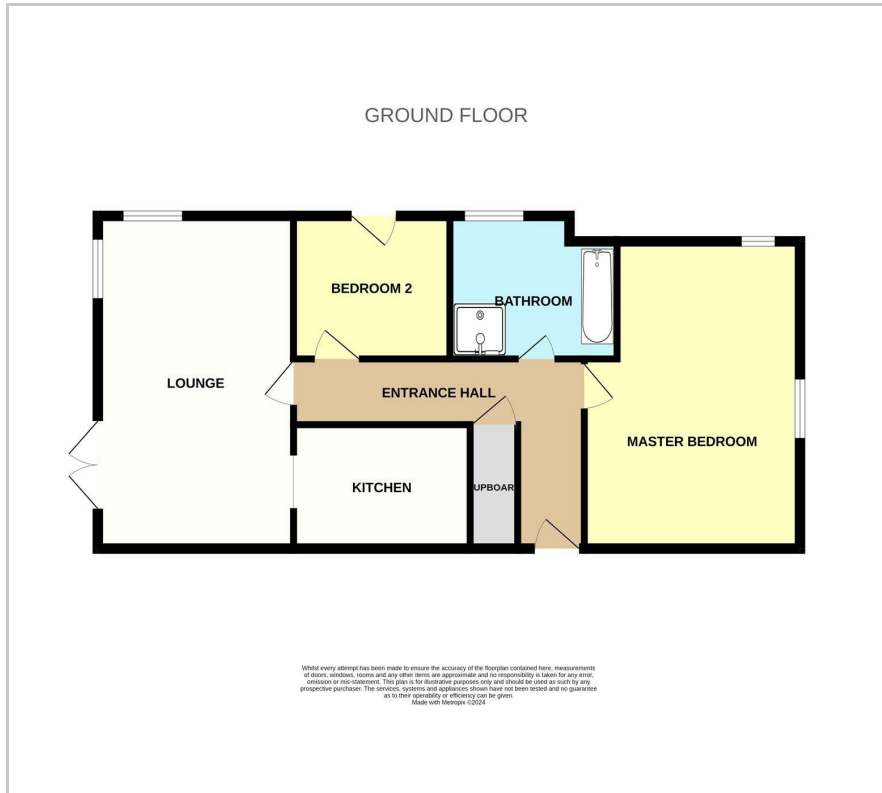 GROUND FLOOR
BEDROOM 2
BATHROOM
LOUNGE
ENTRANCE HALL
MASTER BEDROOM
KITCHEN
UPBOAR
Whilst every attempt has been made to ensure the accuracy of the floorplan contained here, measurements
of doors, windows, rooms and any other items are approximate and no responsibility is taken for any error,
omission or mis-statement. This plan is for illustrative purposes only and should be used as such by any
prospective purchaser. The services, systems and appliances shown have not been tested and no guarantee
as to their operability or efficiency can be given.
Made with Metropix ©2024